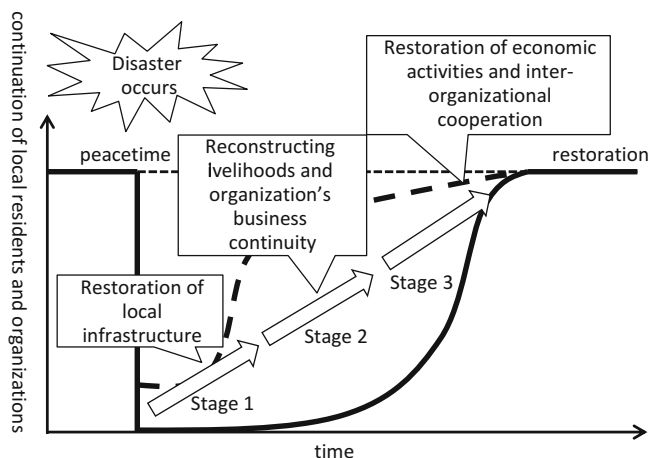 continuation of local residents and organizations
Disaster
occurs
Restoration of economic
activities and inter-
organizational
cooperation
peacetime
Reconstructing
lvelihoods and
organization's
business
continuity
restoration
Restoration of
local
infrastructure
Stage 3
Stage 2
Stage 1
time